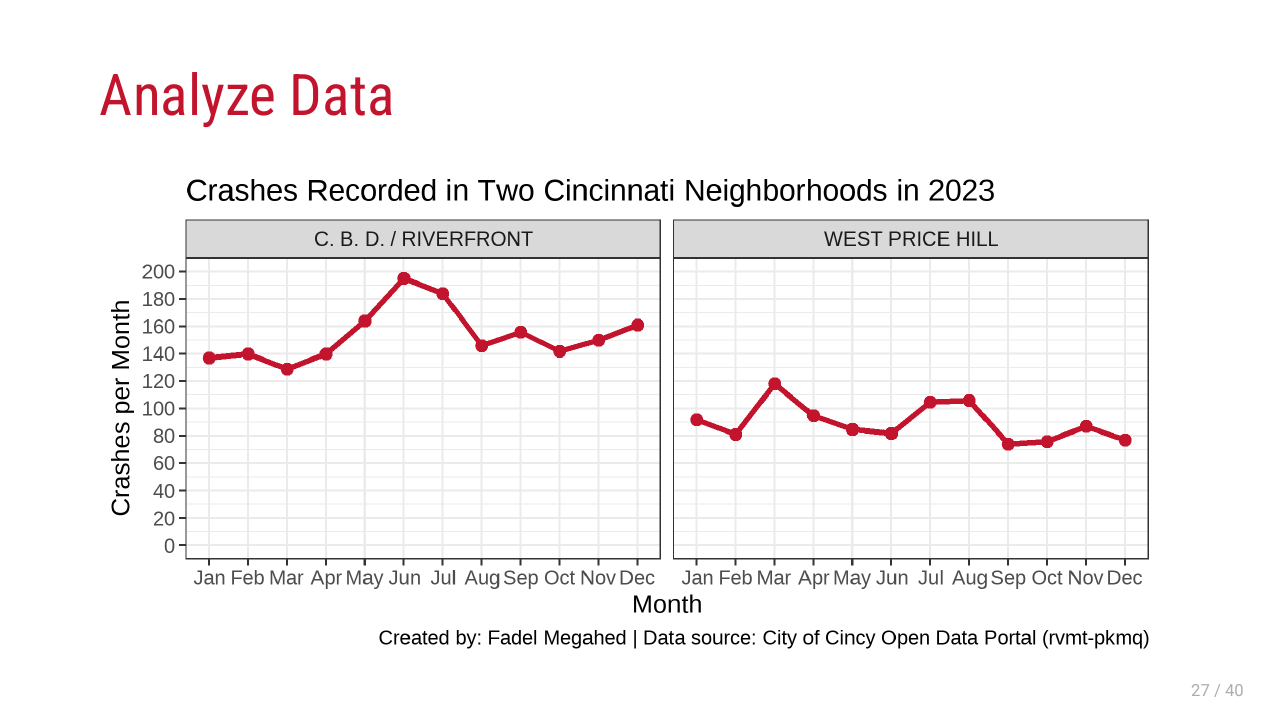 Analyze Data
Crashes Recorded in Two Cincinnati Neighborhoods in 2023
C. B. D. / RIVERFRONT
WEST PRICE HILL
Crashes per Month
200
180
160
140
120
100
80
60
40
20
0
Jan Feb Mar Apr May Jun Jul Aug Sep Oct Nov Dec
Jan Feb Mar Apr May Jun Jul Aug Sep Oct Nov Dec
Month
Created by: Fadel Megahed | Data source: City of Cincy Open Data Portal (rvmt-pkmq)
27 / 40